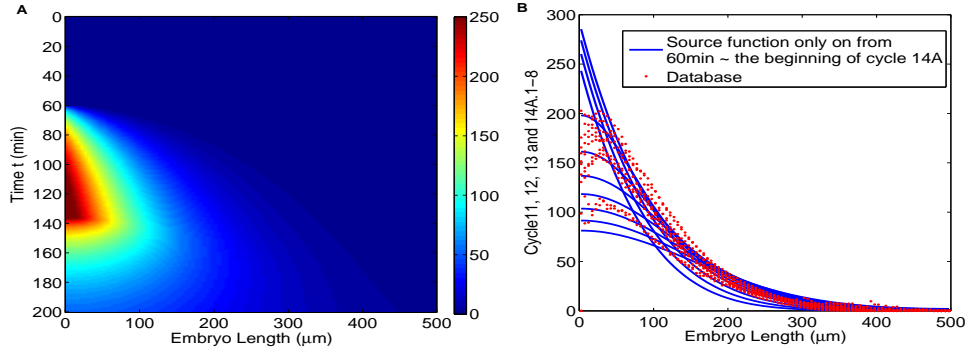 A
0
20
40
60
80
100
120
140
160
180
200
Time t (min)
0 100 200 300 400 500
Embryo Length (μm)
250
200
150
100
50
0
B
300
250
200
150
100
50
0
Cycle11, 12, 13 and 14A.1−8
Source function only on from
60min ~ the beginning of cycle 14A
Database
0 100 200 300 400 500
Embryo Length (μm)